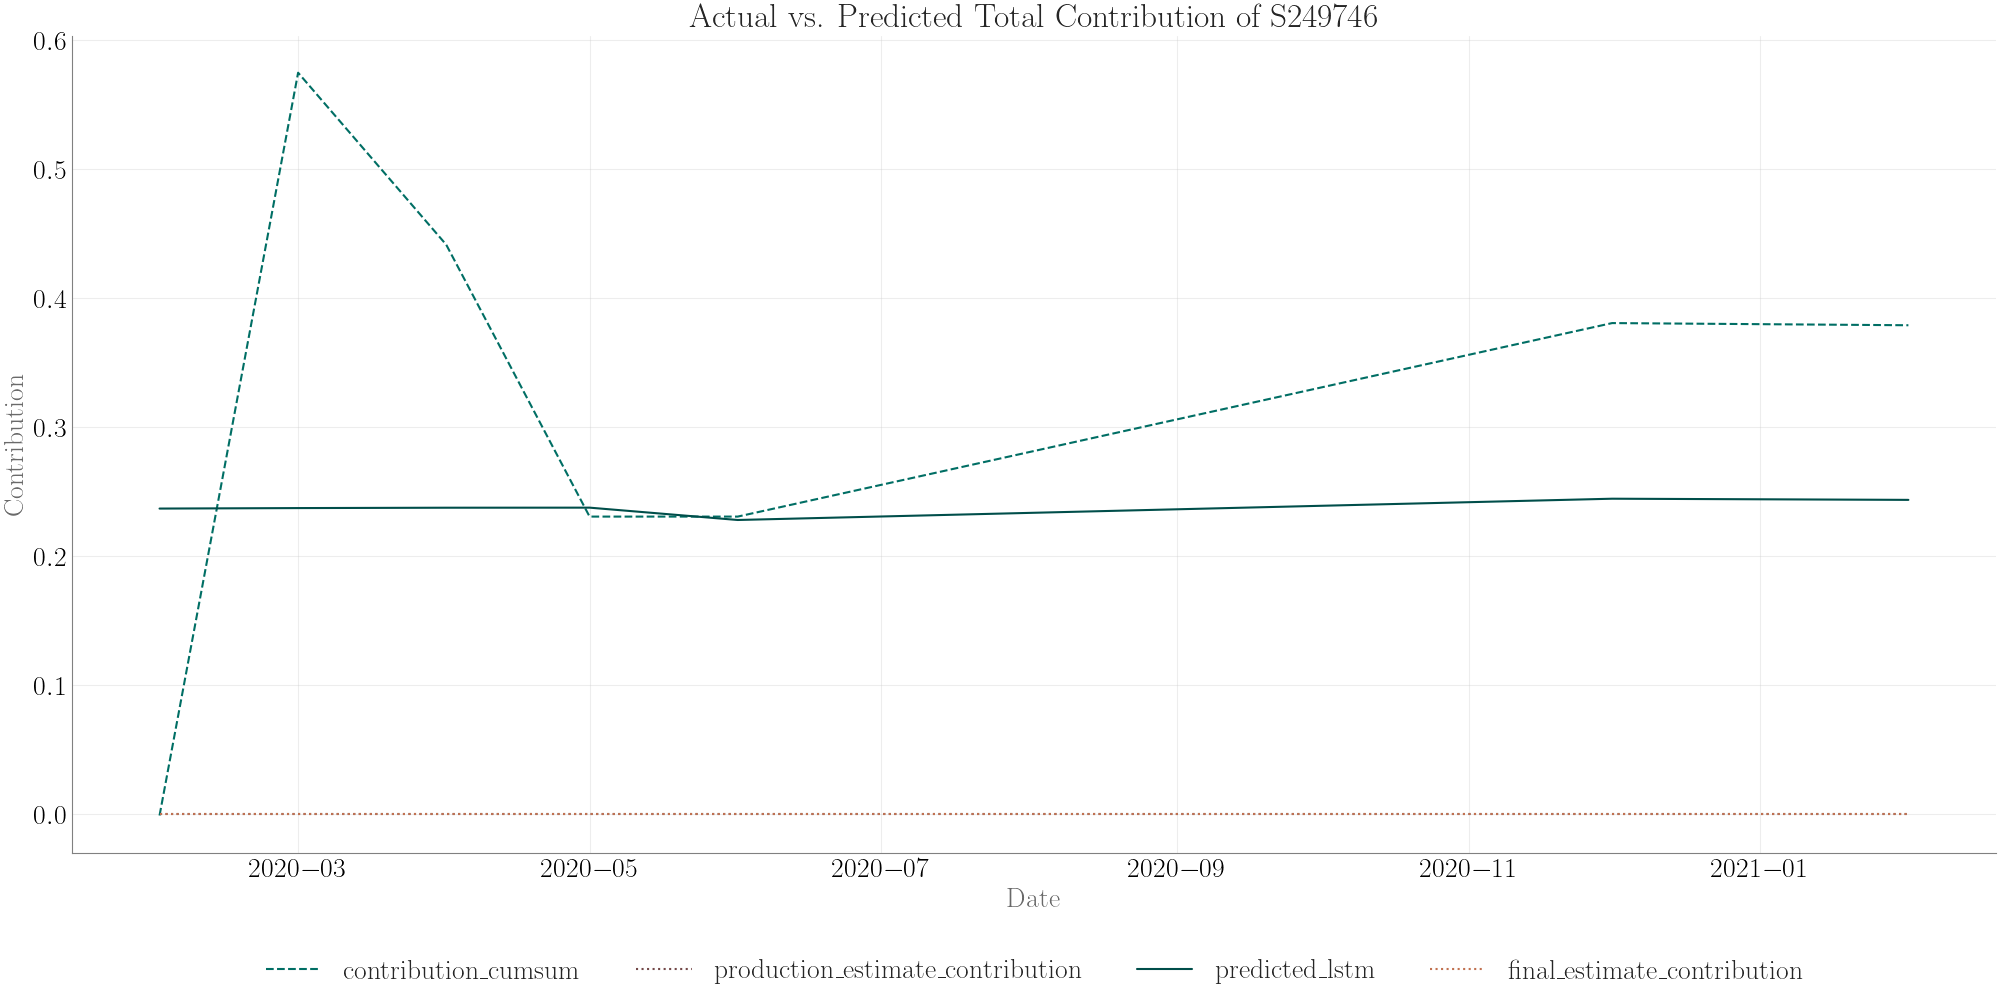 Actual vs. Predicted Total Contribution of S249746
0.6
0.5
0.4
0.3
0.2
0.1
0.0
Contribution
2020–03 2020–05 2020–07 2020–09 2020–11 2021–01
Date
contribution_cumsum production_estimate_contribution predicted_lstm final_estimate_contribution